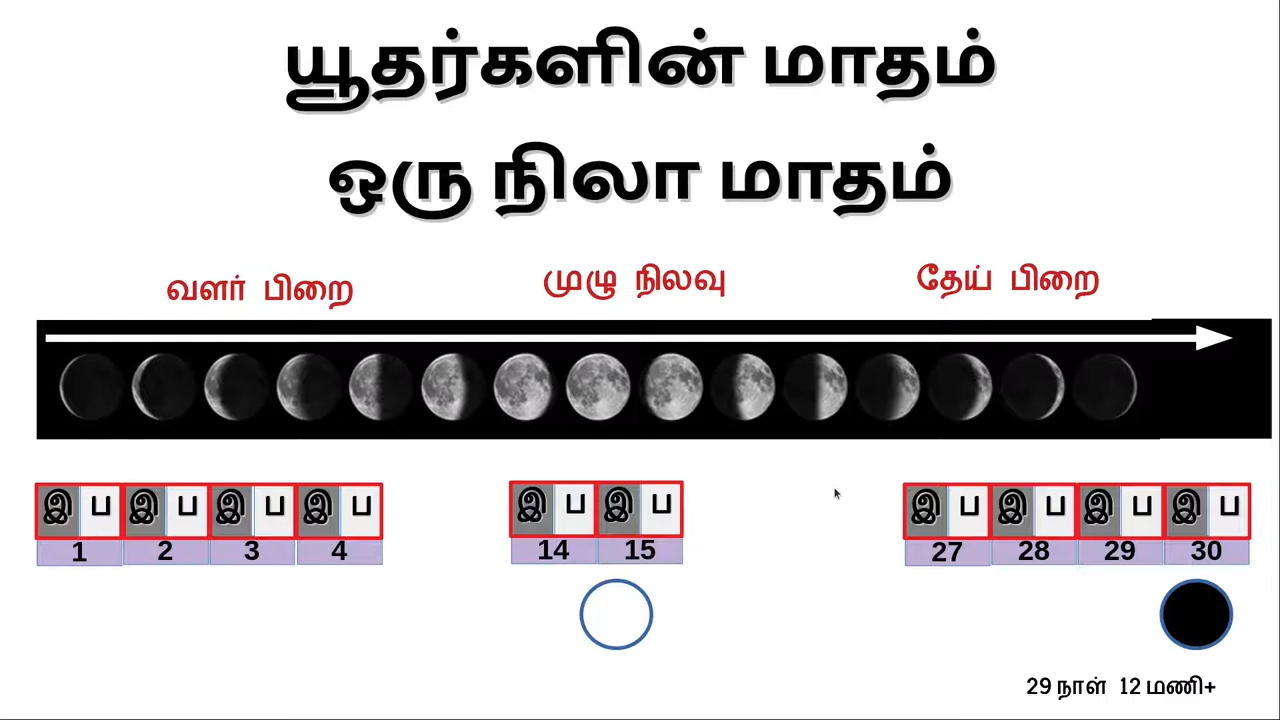 யூதர்களின் மாதம்
ஒரு நிலா மாதம்
வளர் பிறை முழு நிலவு தேய் பிறை
இ ப இ ப இ ப இ ப இ ப இ ப இ ப இ ப இ ப இ ப
1 2 3 4 14 15 27 28 29 30
29 நாள் 12 மணி+